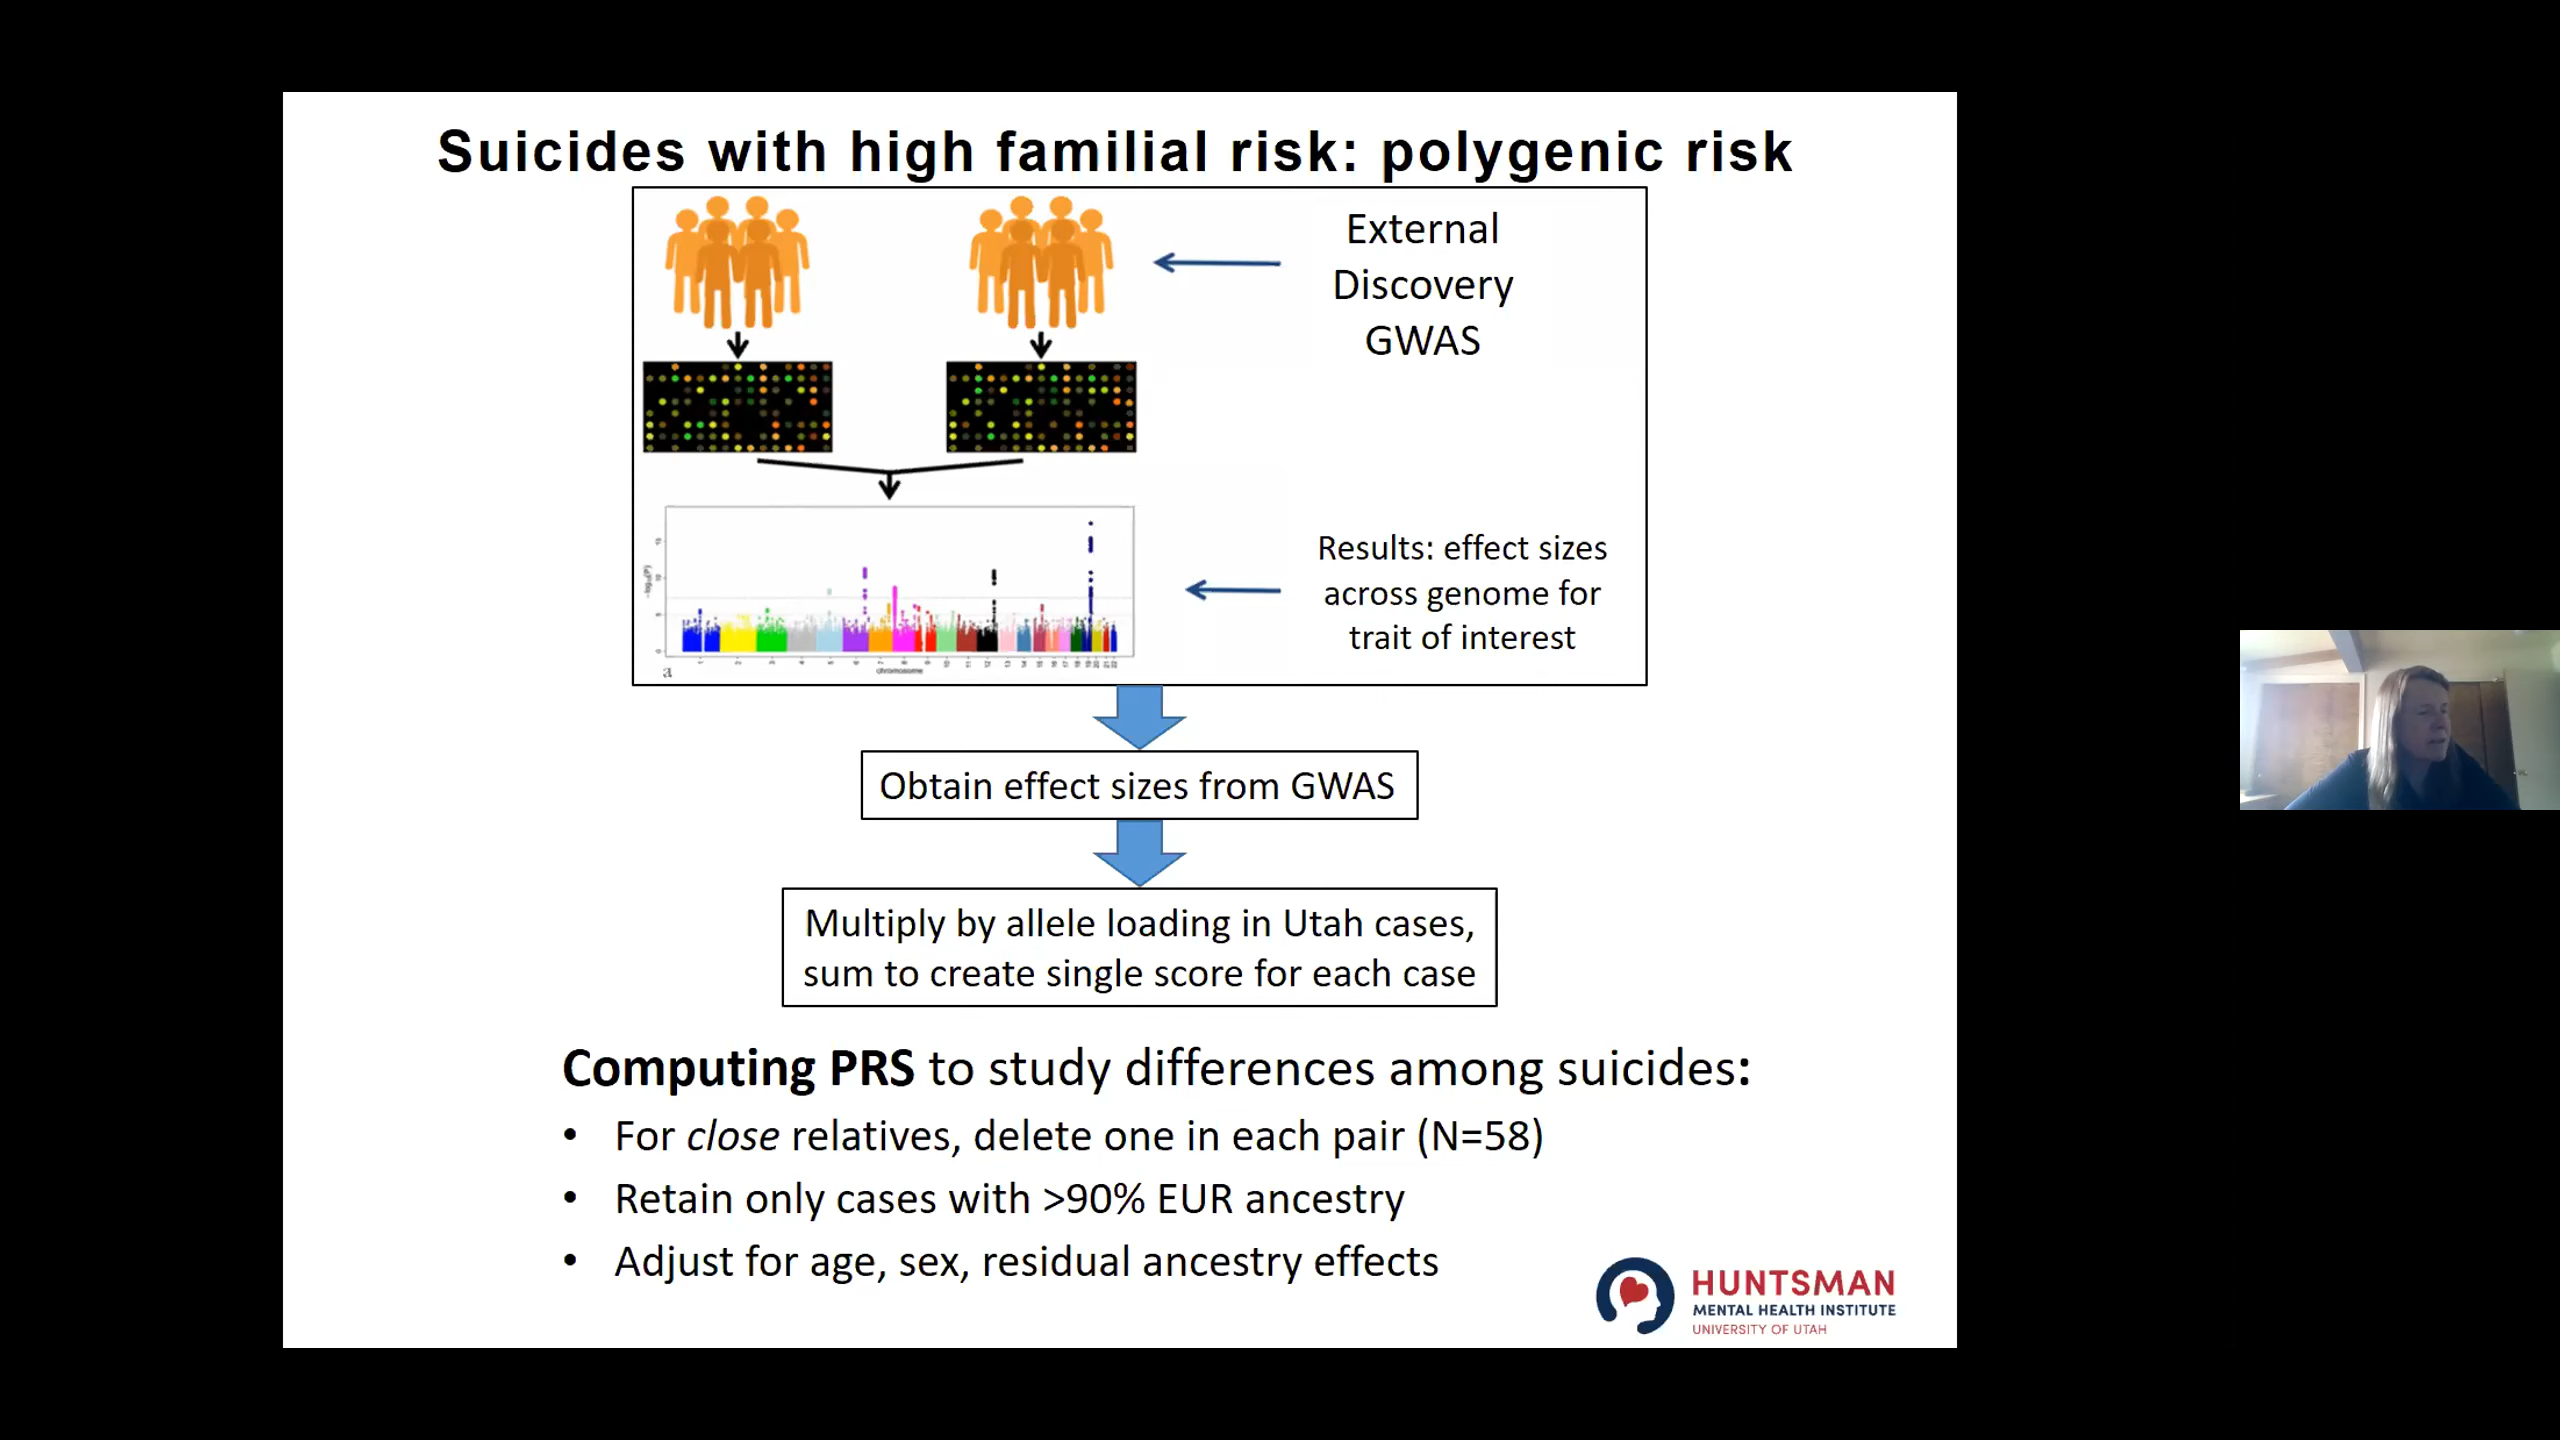 Suicides with high familial risk: polygenic risk
External
Discovery
GWAS
Results: effect sizes
across genome for
trait of interest
chromosome
a
Obtain effect sizes from GWAS
Multiply by allele loading in Utah cases,
sum to create single score for each case
Computing PRS to study differences among suicides:
• For close relatives, delete one in each pair (N=58)
• Retain only cases with >90% EUR ancestry
• Adjust for age, sex, residual ancestry effects
HUNTSMAN
MENTAL HEALTH INSTITUTE
UNIVERSITY OF UTAH